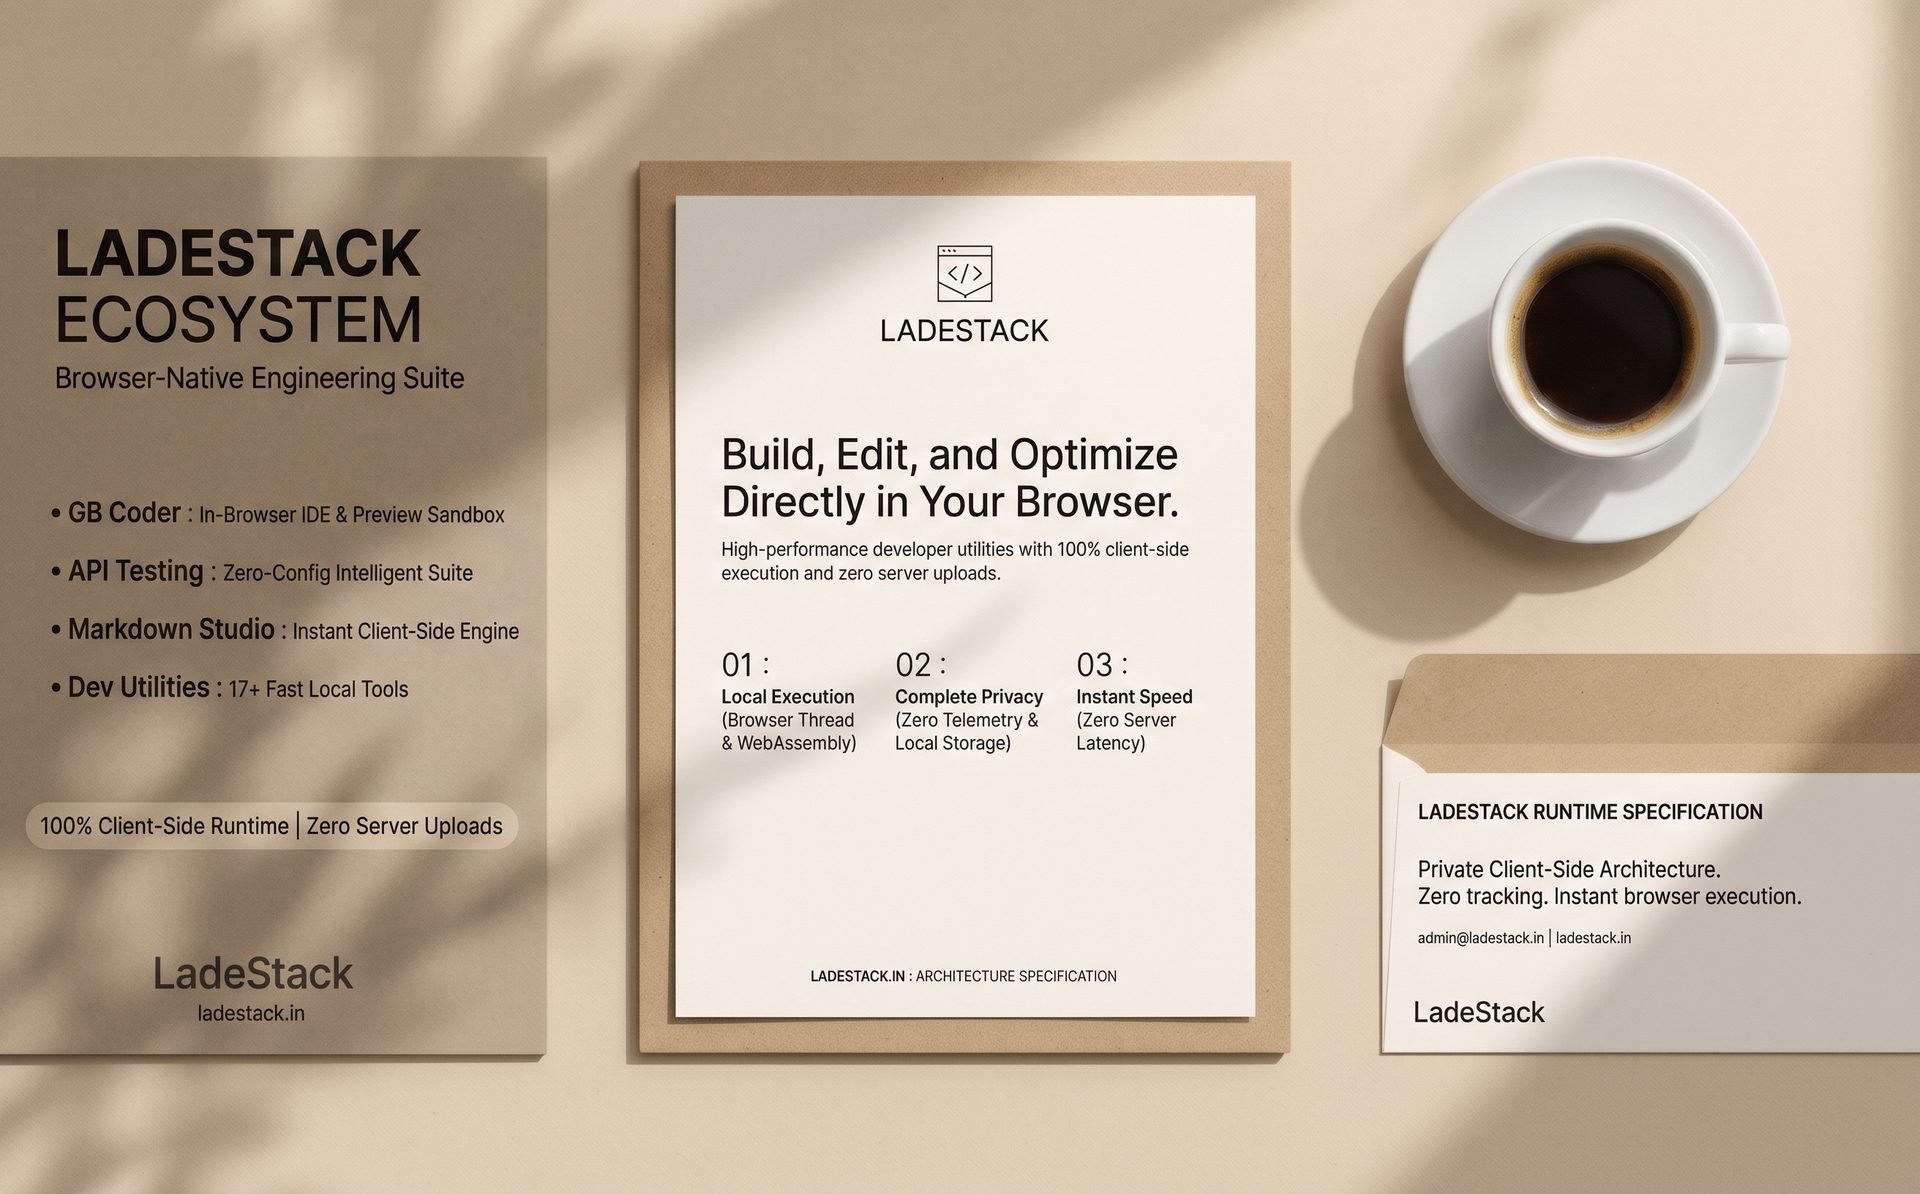 LADESTACK
ECOSYSTEM
Browser-Native Engineering Suite
• GB Coder : In-Browser IDE & Preview Sandbox
• API Testing : Zero-Config Intelligent Suite
• Markdown Studio : Instant Client-Side Engine
• Dev Utilities : 17+ Fast Local Tools
100% Client-Side Runtime | Zero Server Uploads
LadeStack
ladestack.in
</>
LADESTACK
Build, Edit, and Optimize
Directly in Your Browser.
High-performance developer utilities with 100% client-side
execution and zero server uploads.
01 :
Local Execution
(Browser Thread
& WebAssembly)
02 :
Complete Privacy
(Zero Telemetry &
Local Storage)
03 :
Instant Speed
(Zero Server
Latency)
LADESTACK.IN : ARCHITECTURE SPECIFICATION
LADESTACK RUNTIME SPECIFICATION
Private Client-Side Architecture.
Zero tracking. Instant browser execution.
admin@ladestack.in | ladestack.in
LadeStack